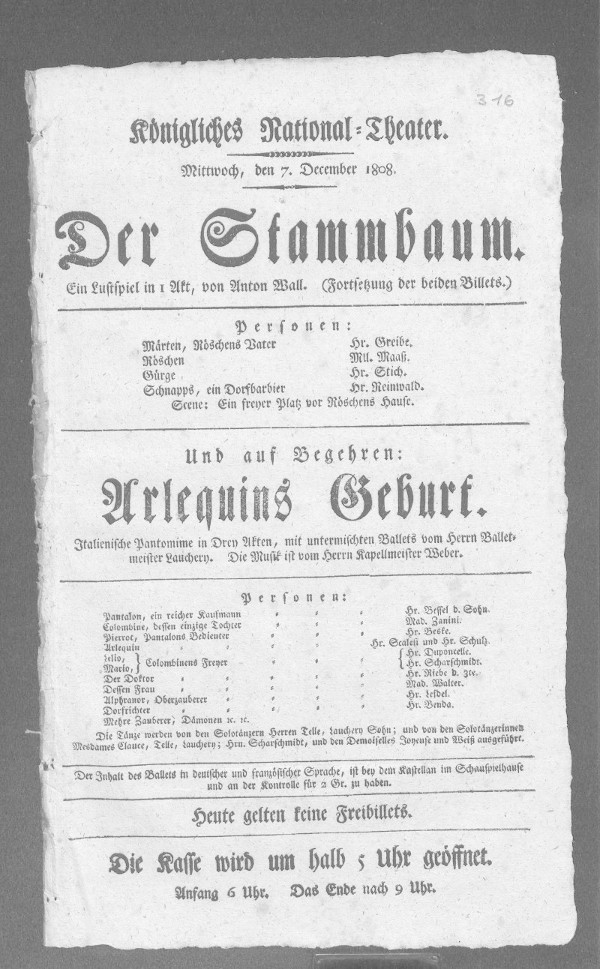 316
Königliches National-Theater.
Mittwoch, den 7. December 1808.
Der Stammbaum.
Ein Lustspiel in 1 Akt, von Anton Wall. (Fortsetzung der beiden Billets.)
Personen:
Märten, Röschens Vater Hr. Greibe.
Röschen Mll. Maaß.
Gürge Hr. Stich.
Schnapps, ein Dorfbarbier Hr. Reinwald.
Scene: Ein freyer Platz vor Röschens Hause.
Und auf Begehren:
Arlequins Geburt.
Italienische Pantomime in Drey Akten, mit untermischten Ballets vom Herrn Ballet-
meister Lauchery. Die Musik ist vom Herrn Kapellmeister Weber.
Personen:
Pantalon, ein reicher Kaufmann Hr. Bessel d. Sohn.
Colombine, dessen einzige Tochter Mad. Zanini.
Pierrot, Pantalons Bedienter Hr. Beske.
Arlequin Hr. Scalesi und Hr. Schulz.
Lelio, Hr. Dupontelle.
Mario, } Colombinens Freyer { Hr. Scharschmidt.
Der Doktor Hr. Riebe d. 2te.
Dessen Frau Mad. Walter.
Alphranor, Oberzauberer Hr. Leidel.
Dorfrichter Hr. Benda.
Mehre Zauberer, Dämonen ꝛc. ꝛc.
Die Tänze werden von den Solotänzern Herren Telle, Lauchery Sohn; und von den Solotänzerinnen
Mesdames Clauce, Telle, Lauchery; Hrn. Scharschmidt, und den Demoiselles Joyeuse und Weiß ausgeführt.
Der Inhalt des Ballets in deutscher und französischer Sprache, ist bey dem Kastellan im Schauspielhause
und an der Kontrolle für 2 Gr. zu haben.
Heute gelten keine Freibillets.
Die Kasse wird um halb 5 Uhr geöffnet.
Anfang 6 Uhr. Das Ende nach 9 Uhr.